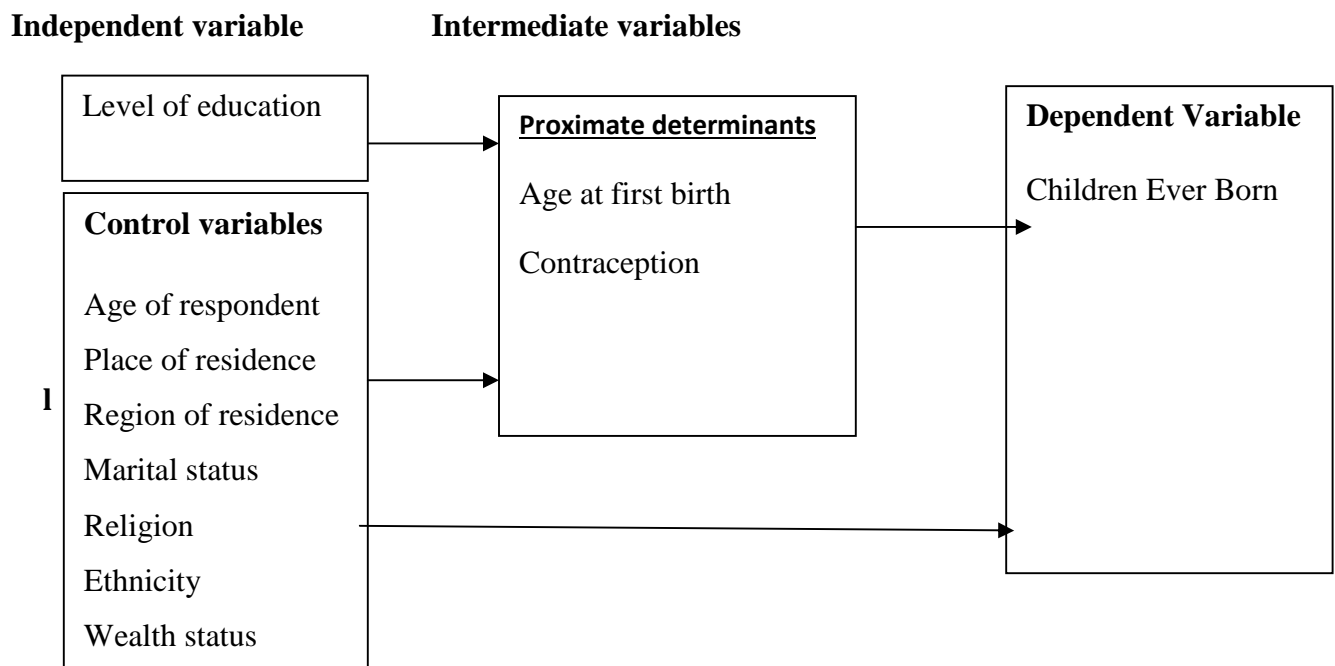 Independent variable
Intermediate variables
Level of education
Control variables
Age of respondent
Place of residence
Region of residence
Marital status
Religion
Ethnicity
Wealth status
l
Proximate determinants
Age at first birth
Contraception
Dependent Variable
Children Ever Born